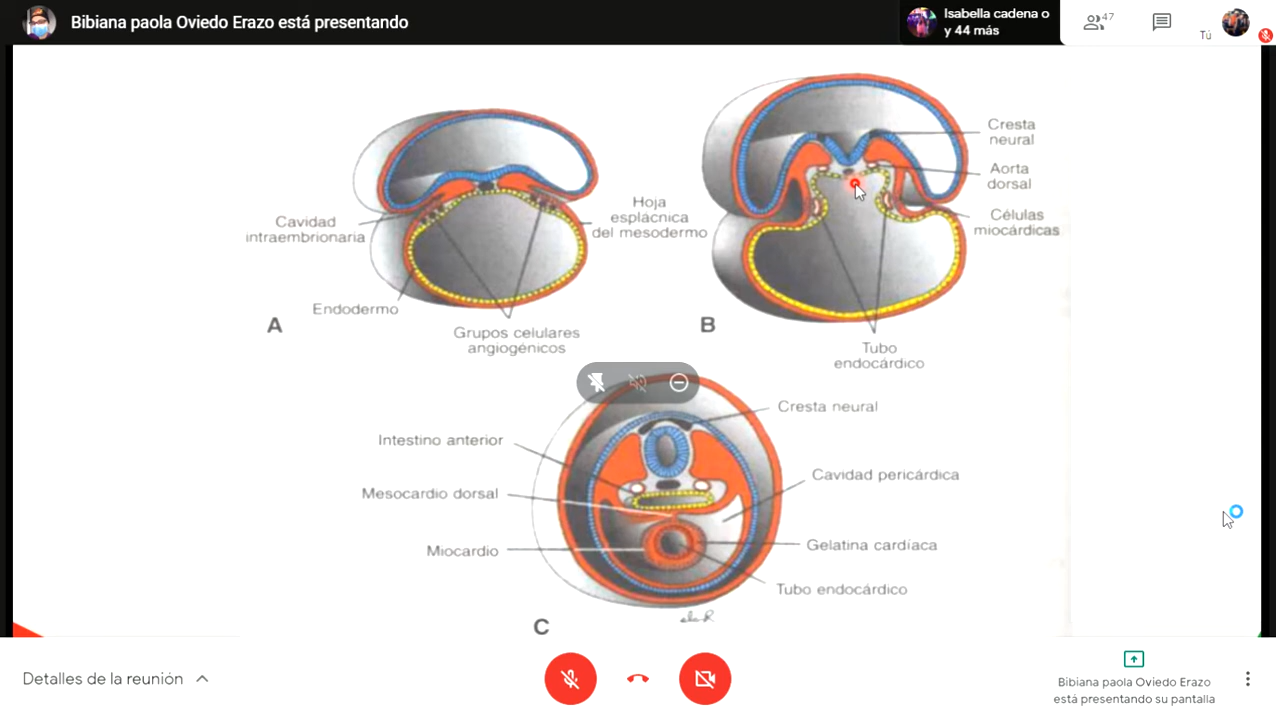 Bibiana paola Oviedo Erazo está presentando
Isabella cadena o
y 44 más
47
Tú
Cavidad
intraembrionaria
Endodermo
Hoja
esplácnica
del mesodermo
Grupos celulares
angiogénicos
A
Cresta
neural
Aorta
dorsal
Células
miocárdicas
B
Tubo
endocárdico
Cresta neural
Intestino anterior
Cavidad pericárdica
Mesocardio dorsal
Miocardio
Gelatina cardíaca
Tubo endocárdico
C
Detalles de la reunión
Bibiana paola Oviedo Erazo
está presentando su pantalla